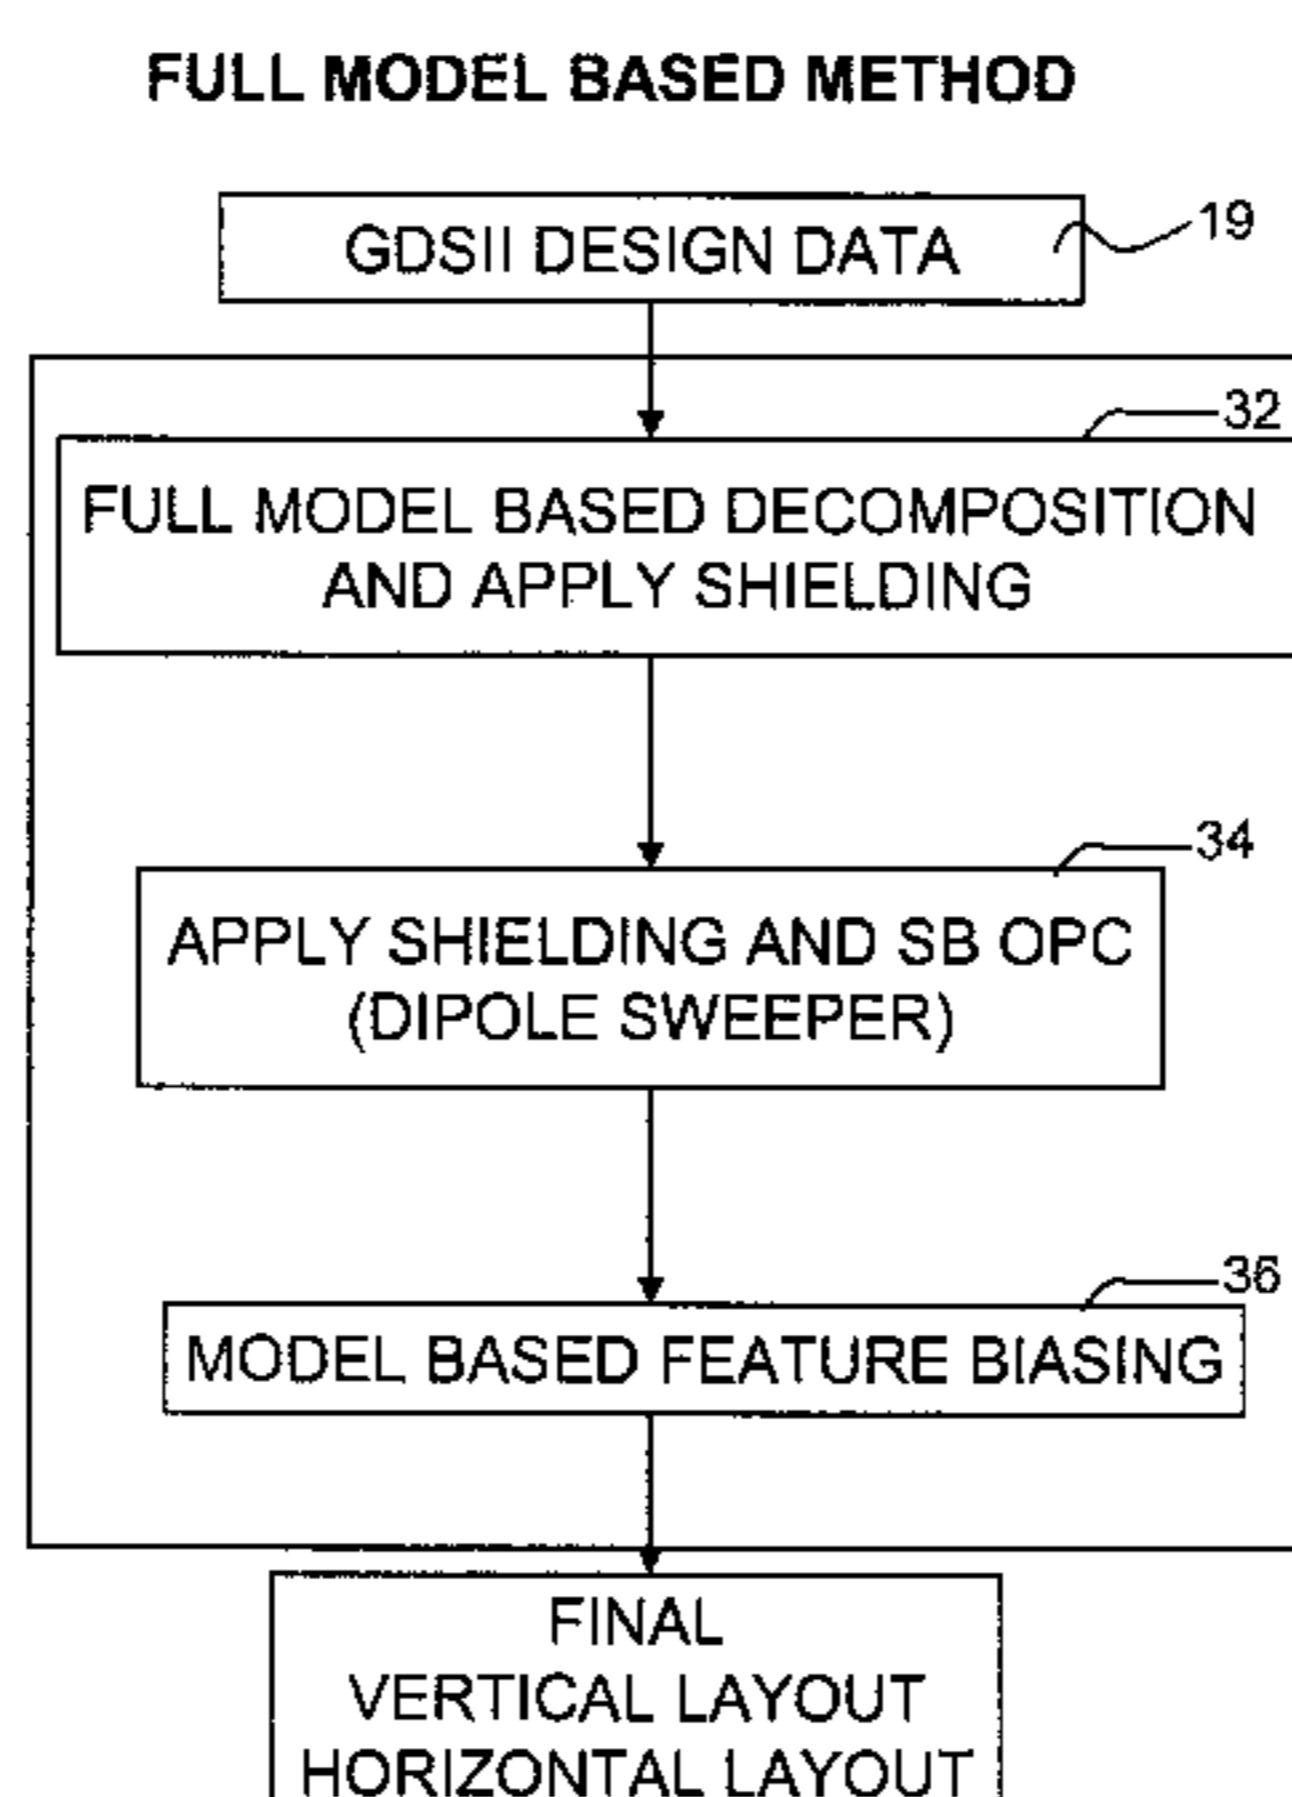 FULL MODEL BASED METHOD
GDSII DESIGN DATA
19
32
FULL MODEL BASED DECOMPOSITION
AND APPLY SHIELDING
34
APPLY SHIELDING AND SB OPC
(DIPOLE SWEEPER)
36
MODEL BASED FEATURE BIASING
FINAL
VERTICAL LAYOUT
HORIZONTAL LAYOUT